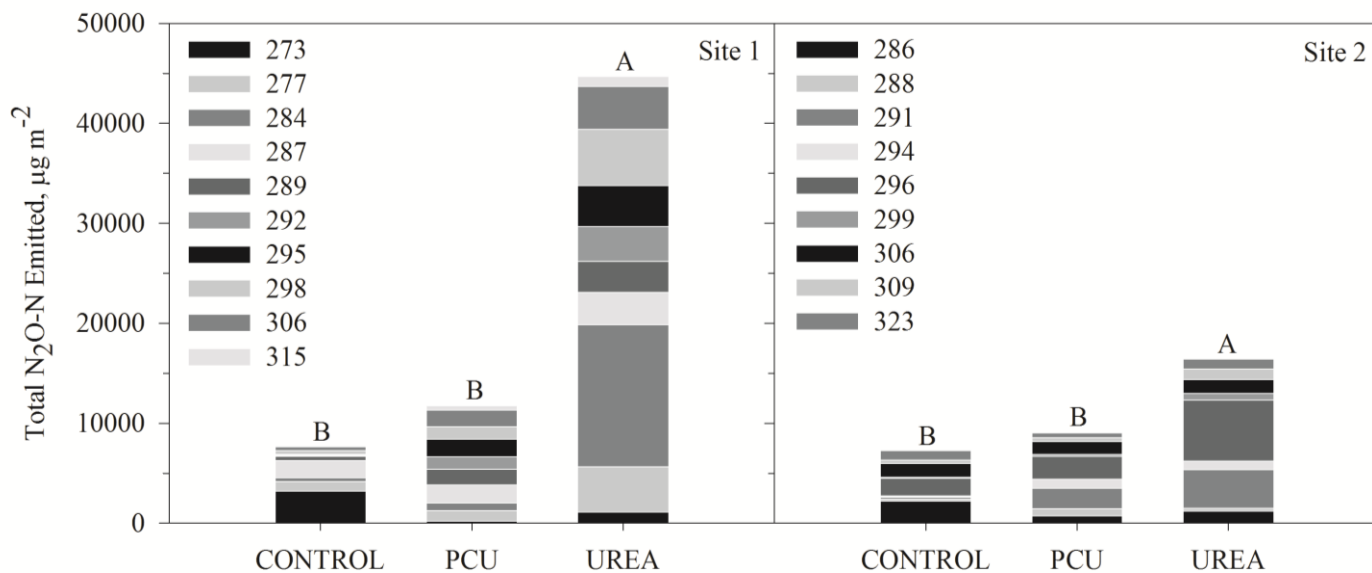 Total N₂O-N Emitted, µg m⁻²
50000
40000
30000
20000
10000
0
Site 1
273
277
284
287
289
292
295
298
306
315
B
B
A
CONTROL
PCU
UREA
Site 2
286
288
291
294
296
299
306
309
323
B
B
A
CONTROL
PCU
UREA